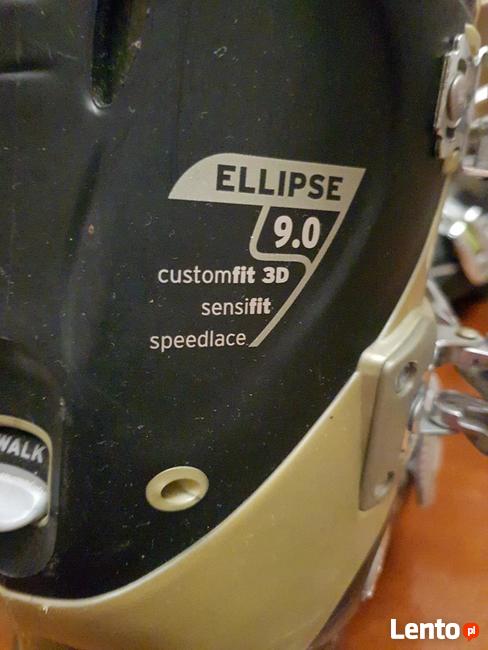 ELLIPSE
9.0
customfit 3D
sensifit
speedlace
WALK
Lento pl